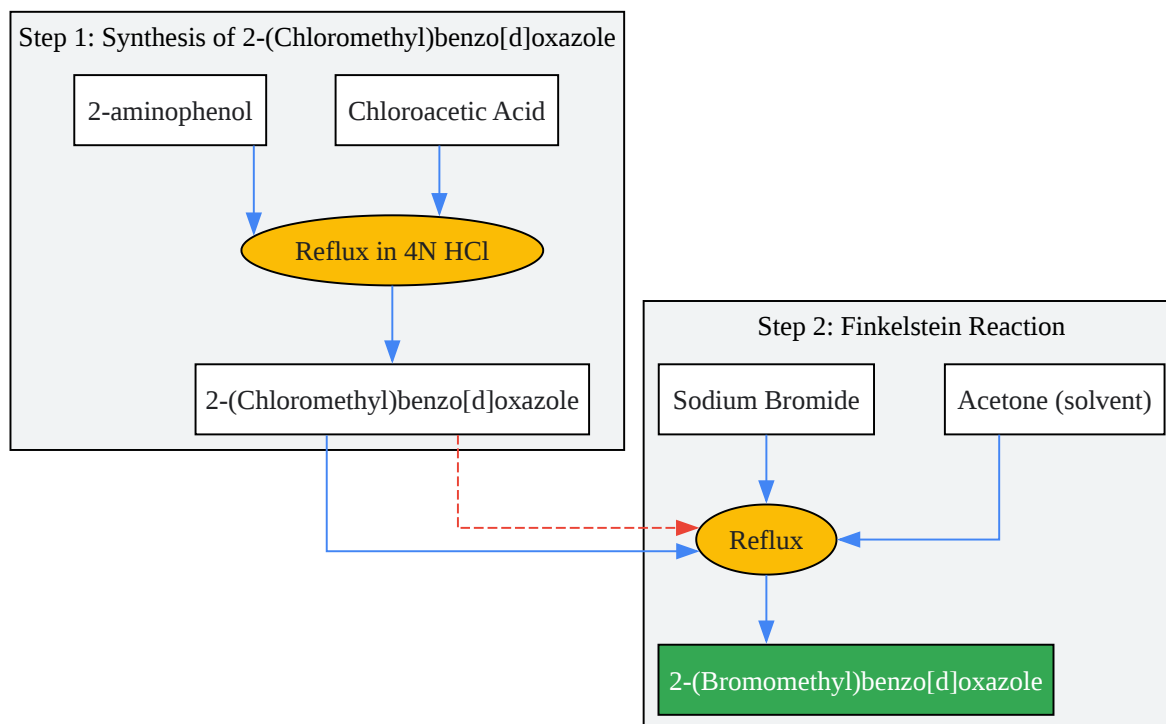 Step 1: Synthesis of 2-(Chloromethyl)benzo[d]oxazole
2-aminophenol
Chloroacetic Acid
Reflux in 4N HCl
2-(Chloromethyl)benzo[d]oxazole
Step 2: Finkelstein Reaction
Sodium Bromide
Acetone (solvent)
Reflux
2-(Bromomethyl)benzo[d]oxazole